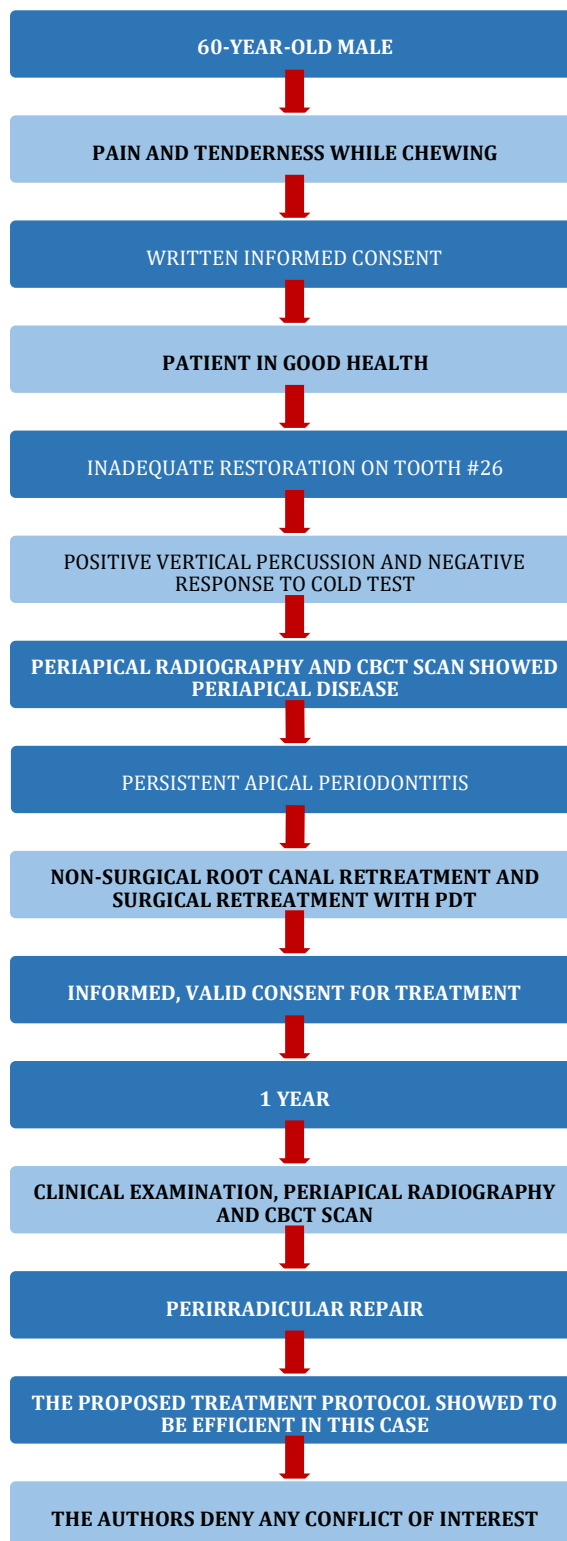 60-YEAR-OLD MALE
PAIN AND TENDERNESS WHILE CHEWING
WRITTEN INFORMED CONSENT
PATIENT IN GOOD HEALTH
INADEQUATE RESTORATION ON TOOTH #26
POSITIVE VERTICAL PERCUSSION AND NEGATIVE
RESPONSE TO COLD TEST
PERIAPICAL RADIOGRAPHY AND CBCT SCAN SHOWED
PERIAPICAL DISEASE
PERSISTENT APICAL PERIODONTITIS
NON-SURGICAL ROOT CANAL RETREATMENT AND
SURGICAL RETREATMENT WITH PDT
INFORMED, VALID CONSENT FOR TREATMENT
1 YEAR
CLINICAL EXAMINATION, PERIAPICAL RADIOGRAPHY
AND CBCT SCAN
PERIRRADICULAR REPAIR
THE PROPOSED TREATMENT PROTOCOL SHOWED TO
BE EFFICIENT IN THIS CASE
THE AUTHORS DENY ANY CONFLICT OF INTEREST